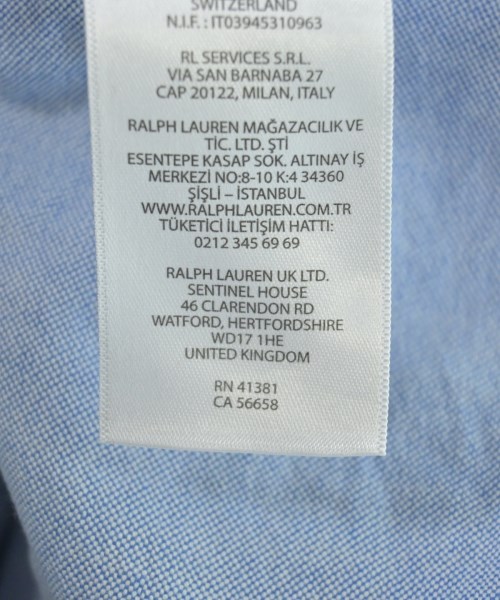 SWITZERLAND
N.I.F. : IT03945310963
RL SERVICES S.R.L.
VIA SAN BARNABA 27
CAP 20122, MILAN, ITALY
RALPH LAUREN MAĞAZACILIK VE
TİC. LTD. ŞTİ
ESENTEPE KASAP SOK. ALTINAY İŞ
MERKEZİ NO:8-10 K:4 34360
ŞİŞLİ – İSTANBUL
WWW.RALPHLAUREN.COM.TR
TÜKETİCİ İLETİŞİM HATTI:
0212 345 69 69
RALPH LAUREN UK LTD.
SENTINEL HOUSE
46 CLARENDON RD
WATFORD, HERTFORDSHIRE
WD17 1HE
UNITED KINGDOM
RN 41381
CA 56658